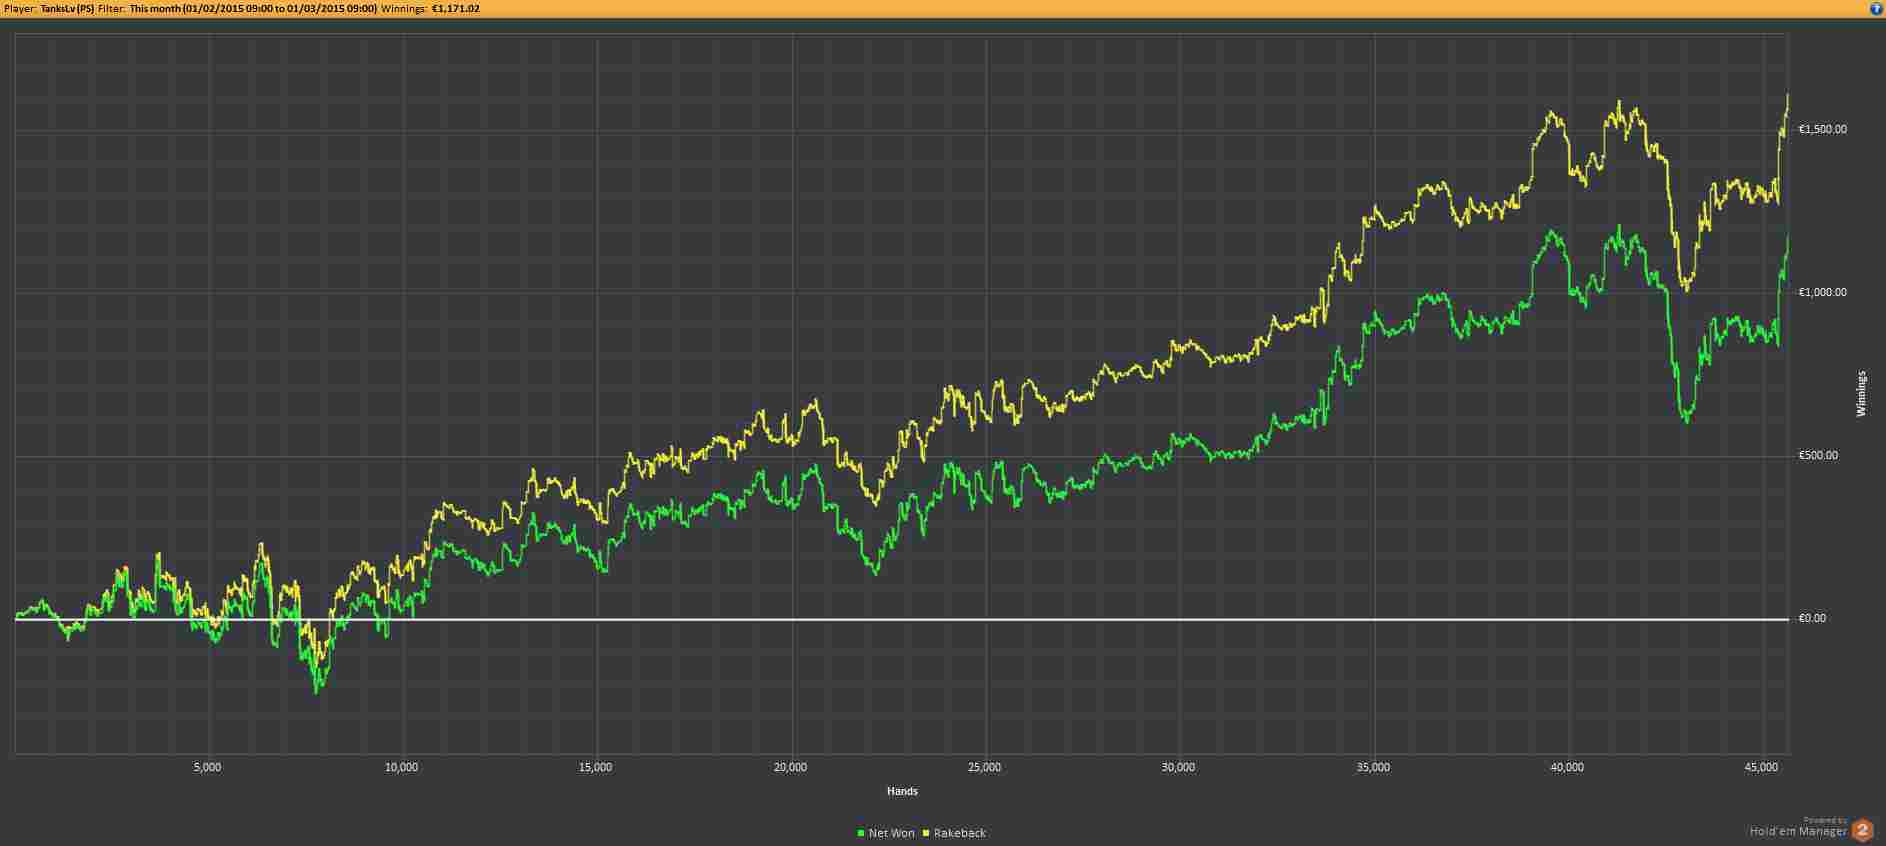 Player: TanksLv (PS) Filter: This month (01/02/2015 09:00 to 01/03/2015 09:00) Winnings: €1,171.02
€1,500.00
€1,000.00
€500.00
€0.00
Winnings
5,000 10,000 15,000 20,000 25,000 30,000 35,000 40,000 45,000
Hands
Net Won Rakeback
Powered by
Hold'em Manager 2